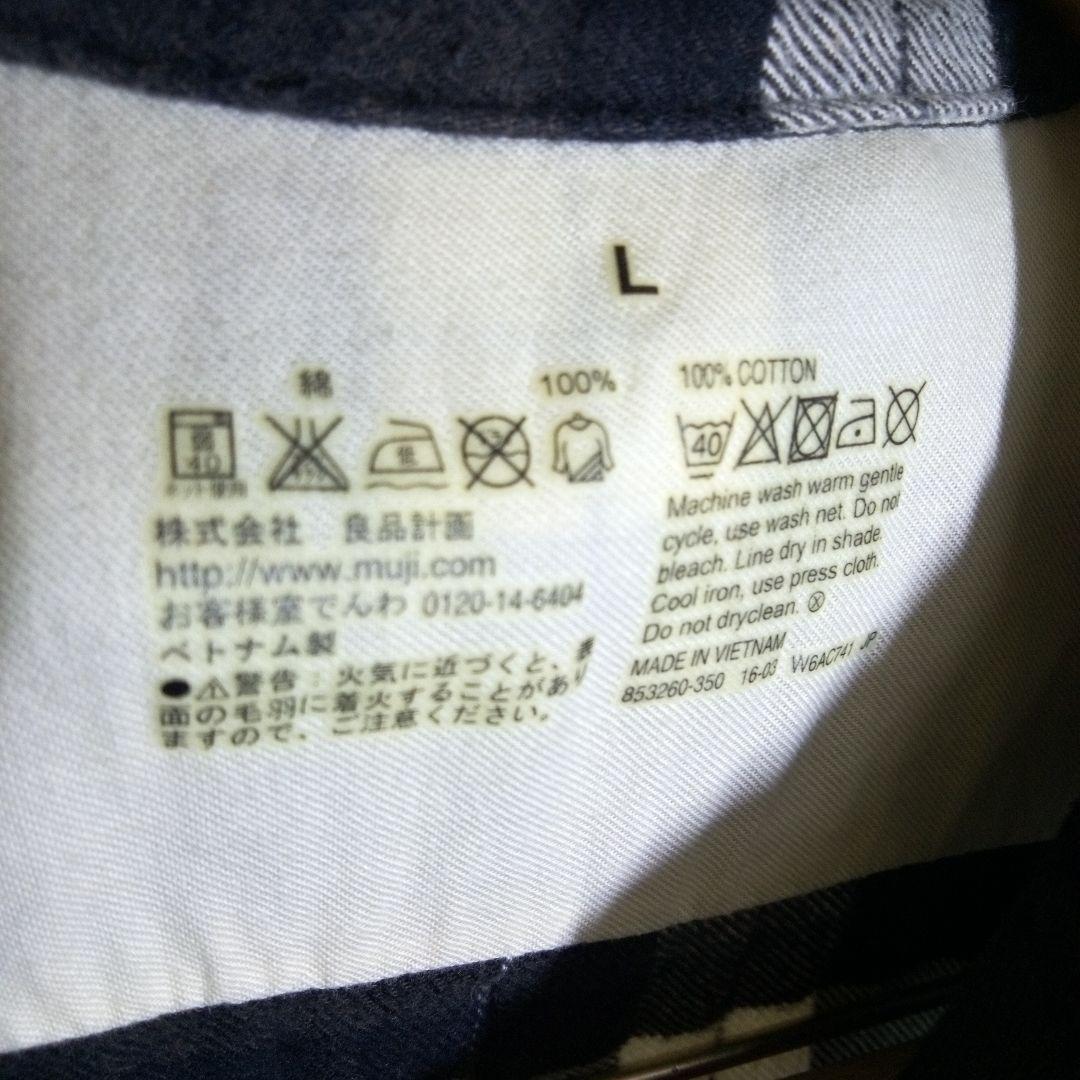 L
綿 100%
弱
40
ネット使用
低
株式会社 良品計画
http://www.muji.com
お客様室でんわ 0120-14-6404
ベトナム製
●⚠警告：火気に近づくと、表
面の毛羽に着火することがあり
ますので、ご注意ください。
100% COTTON
40
Machine wash warm gentle
cycle, use wash net. Do not
bleach. Line dry in shade.
Cool iron, use press cloth.
Do not dryclean. Ⓧ
MADE IN VIETNAM
853260-350 16-03 W6AC741 JP